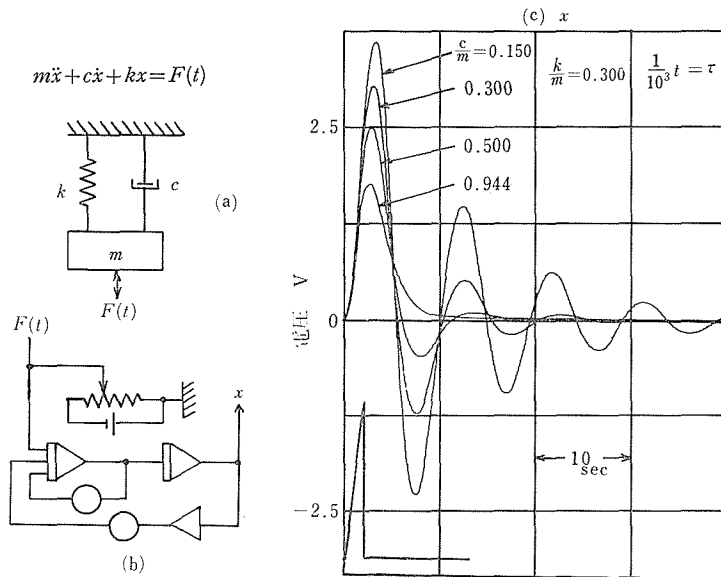 mẍ+cẋ+kx=F(t)
k
c
(a)
m
F(t)
F(t)
x
(b)
(c) x
c/m=0.150
0.300
0.500
0.944
k/m=0.300
1/10³ t=τ
2.5
電圧 V
0
10 sec
−2.5